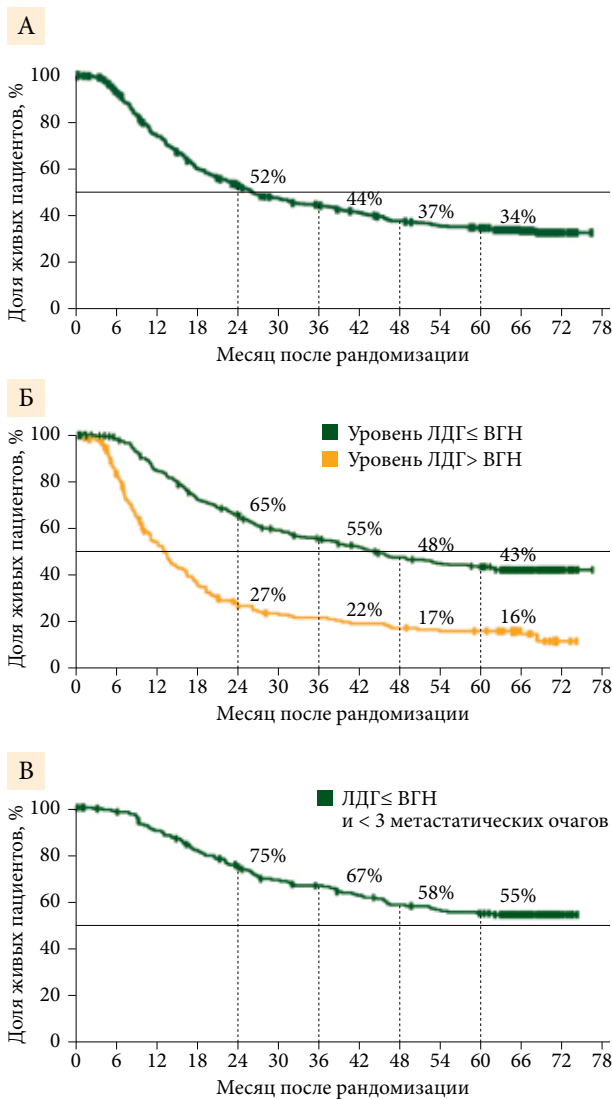 А
Доля живых пациентов, %
100
80
60
40
20
0
52%
44%
37%
34%
0 6 12 18 24 30 36 42 48 54 60 66 72 78
Месяц после рандомизации
Б
Уровень ЛДГ≤ ВГН
Уровень ЛДГ> ВГН
Доля живых пациентов, %
100
80
60
40
20
0
65%
55%
48%
43%
27%
22%
17%
16%
0 6 12 18 24 30 36 42 48 54 60 66 72 78
Месяц после рандомизации
В
ЛДГ≤ ВГН
и < 3 метастатических очагов
Доля живых пациентов, %
100
80
60
40
20
0
75%
67%
58%
55%
0 6 12 18 24 30 36 42 48 54 60 66 72 78
Месяц после рандомизации